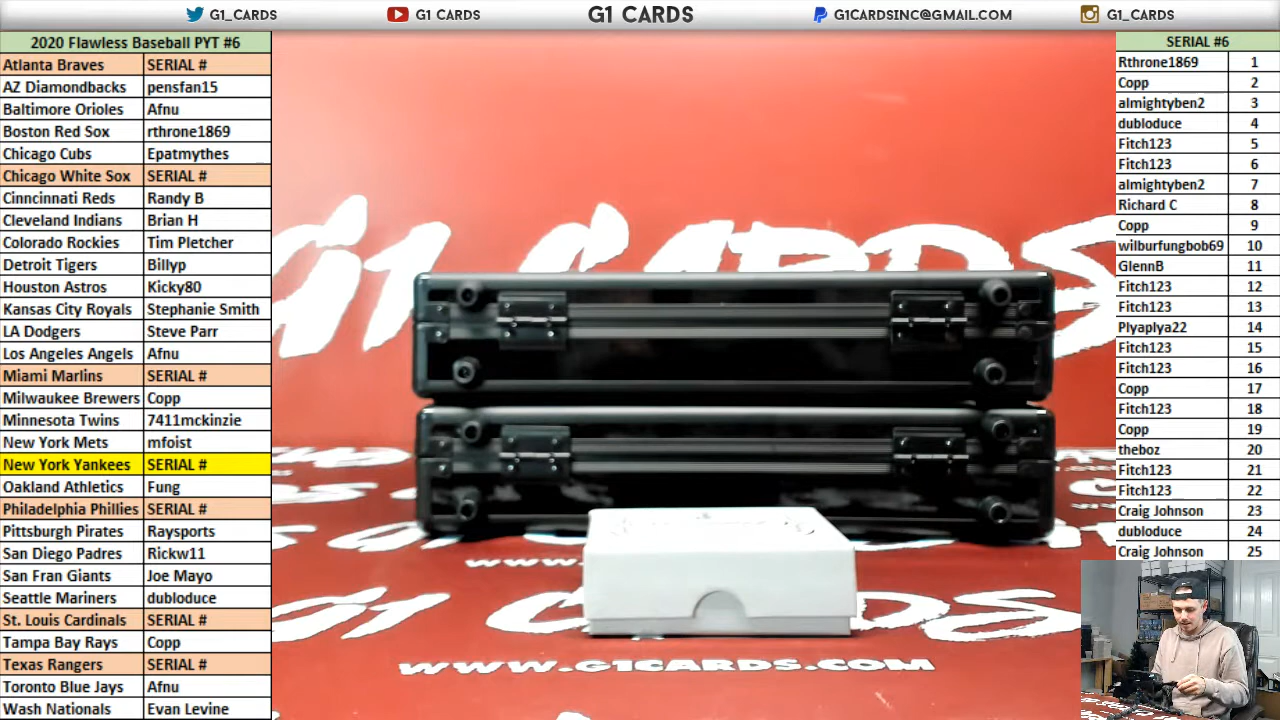 G1_CARDS
G1 CARDS
G1 CARDS
G1CARDSINC@GMAIL.COM
G1_CARDS
2020 Flawless Baseball PYT #6
Atlanta Braves SERIAL #
AZ Diamondbacks pensfan15
Baltimore Orioles Afnu
Boston Red Sox rthrone1869
Chicago Cubs Epatmythes
Chicago White Sox SERIAL #
Cinncinnati Reds Randy B
Cleveland Indians Brian H
Colorado Rockies Tim Pletcher
Detroit Tigers Billyp
Houston Astros Kicky80
Kansas City Royals Stephanie Smith
LA Dodgers Steve Parr
Los Angeles Angels Afnu
Miami Marlins SERIAL #
Milwaukee Brewers Copp
Minnesota Twins 7411mckinzie
New York Mets mfoist
New York Yankees SERIAL #
Oakland Athletics Fung
Philadelphia Phillies SERIAL #
Pittsburgh Pirates Raysports
San Diego Padres Rickw11
San Fran Giants Joe Mayo
Seattle Mariners dubloduce
St. Louis Cardinals SERIAL #
Tampa Bay Rays Copp
Texas Rangers SERIAL #
Toronto Blue Jays Afnu
Wash Nationals Evan Levine
G1 CARDS
G1 CARDS
WWW.G1CARDS.COM
SERIAL #6
Rthrone1869 1
Copp 2
almightyben2 3
dubloduce 4
Fitch123 5
Fitch123 6
almightyben2 7
Richard C 8
Copp 9
wilburfungbob69 10
GlennB 11
Fitch123 12
Fitch123 13
Plyaplya22 14
Fitch123 15
Fitch123 16
Copp 17
Fitch123 18
Copp 19
theboz 20
Fitch123 21
Fitch123 22
Craig Johnson 23
dubloduce 24
Craig Johnson 25